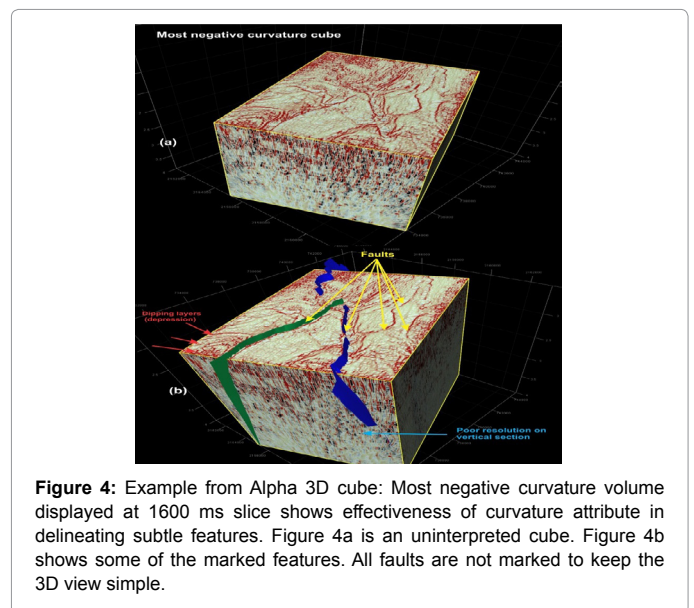 Most negative curvature cube
(a)
Faults
Dipping layers
(depression)
(b)
Poor resolution on
vertical section
Figure 4: Example from Alpha 3D cube: Most negative curvature volume
displayed at 1600 ms slice shows effectiveness of curvature attribute in
delineating subtle features. Figure 4a is an uninterpreted cube. Figure 4b
shows some of the marked features. All faults are not marked to keep the
3D view simple.